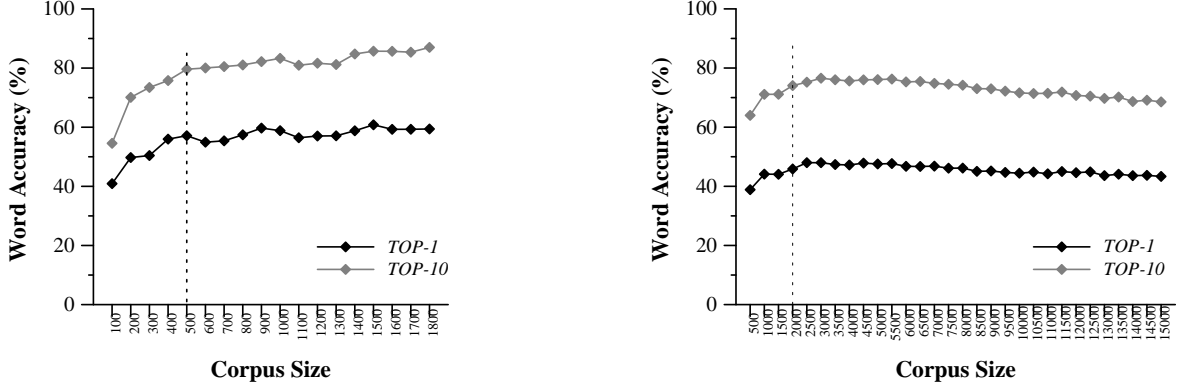 100
80
60
40
20
0
Word Accuracy (%)
TOP-1
TOP-10
100 200 300 400 500 600 700 800 900 1000 1100 1200 1300 1400 1500 1600 1700 1800
Corpus Size
100
80
60
40
20
0
Word Accuracy (%)
TOP-1
TOP-10
500 1000 1500 2000 2500 3000 3500 4000 4500 5000 5500 6000 6500 7000 7500 8000 8500 9000 9500 10000 10500 11000 11500 12000 12500 13000 13500 14000 14500 15000
Corpus Size